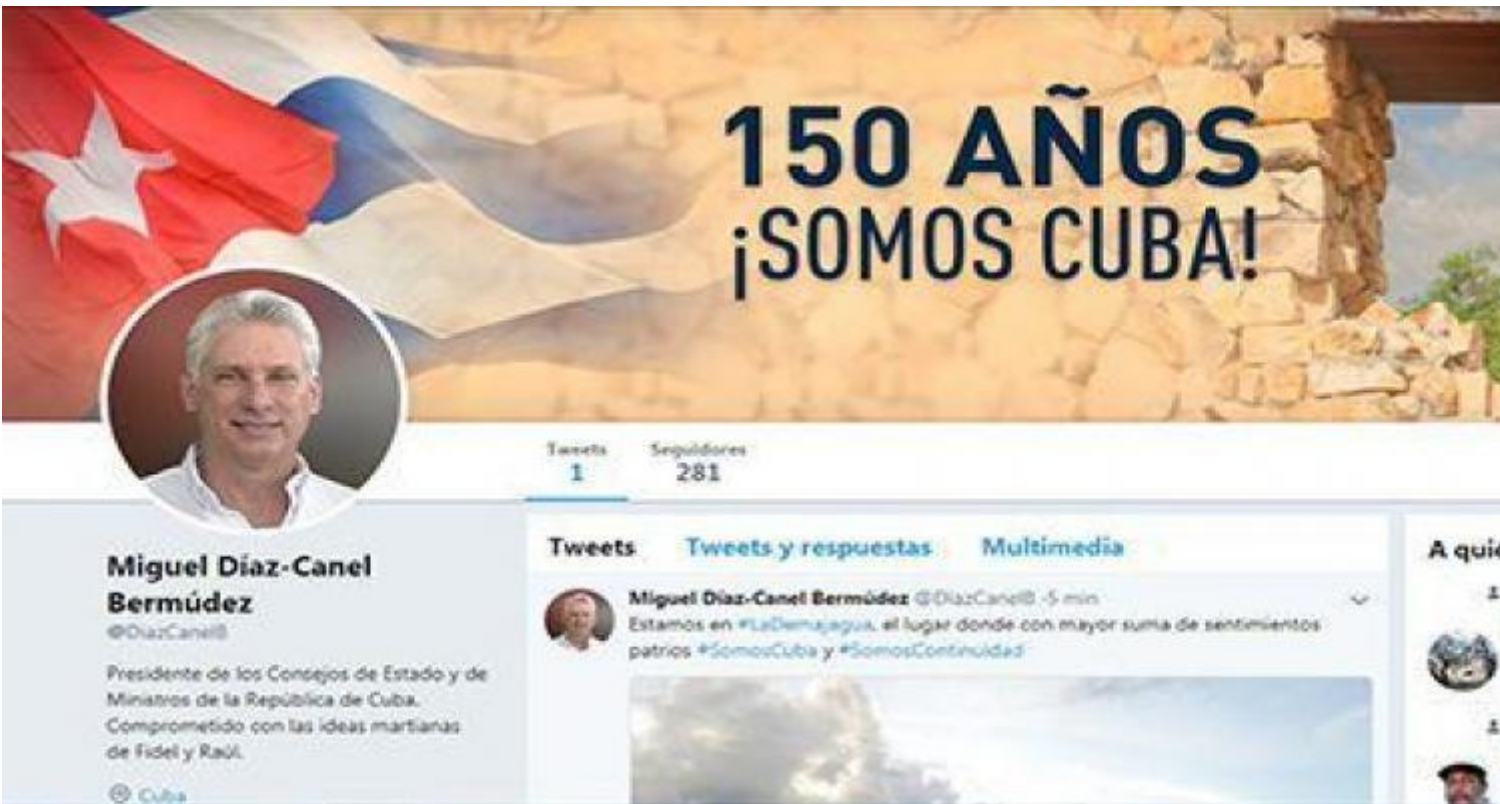 150 AÑOS
¡SOMOS CUBA!
Tweets
1
Seguidores
281
Miguel Díaz-Canel
Bermúdez
@DiazCanelB
Presidente de los Consejos de Estado y de
Ministros de la República de Cuba.
Comprometido con las ideas martianas
de Fidel y Raúl.
Cuba
Tweets
Tweets y respuestas
Multimedia
Miguel Díaz-Canel Bermúdez @DiazCanelB -5 min
Estamos en #LaDemajagua, el lugar donde con mayor suma de sentimientos
patrios #SomosCuba y #SomosContinuidad
A quié